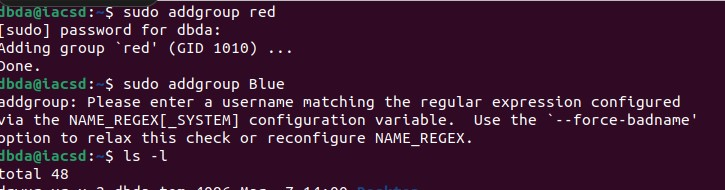 dbda@iacsd:~$ sudo addgroup red
[sudo] password for dbda:
Adding group `red' (GID 1010) ...
Done.
dbda@iacsd:~$ sudo addgroup Blue
addgroup: Please enter a username matching the regular expression configured
via the NAME_REGEX[_SYSTEM] configuration variable.  Use the `--force-badname'
option to relax this check or reconfigure NAME_REGEX.
dbda@iacsd:~$ ls -l
total 48